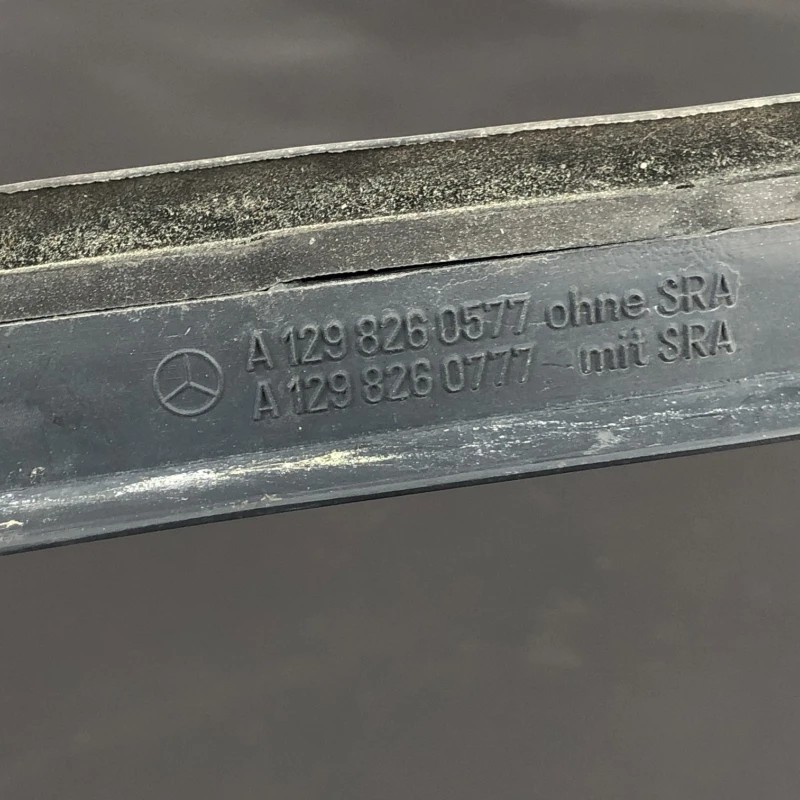 A 129 826 0577 ohne SRA
A 129 826 0777 mit SRA